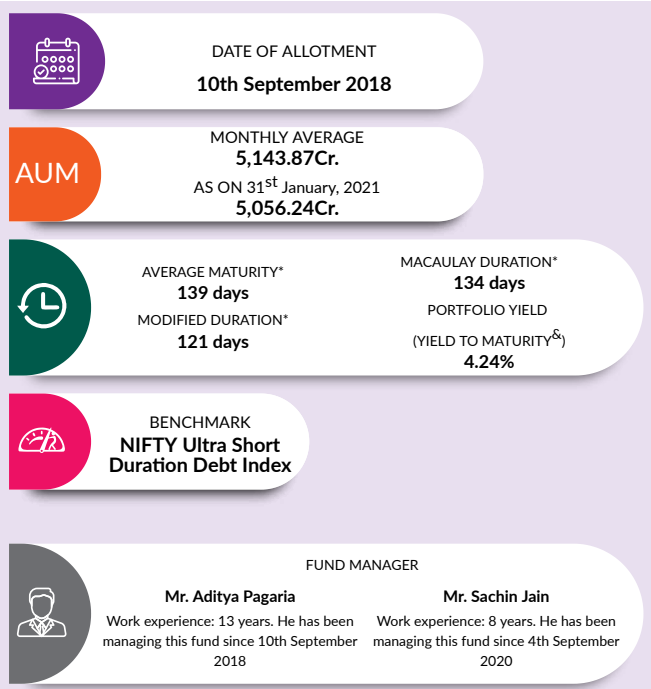 DATE OF ALLOTMENT
10th September 2018
AUM
MONTHLY AVERAGE
5,143.87Cr.
AS ON 31st January, 2021
5,056.24Cr.
AVERAGE MATURITY*
139 days
MODIFIED DURATION*
121 days
MACAULAY DURATION*
134 days
PORTFOLIO YIELD
(YIELD TO MATURITY&)
4.24%
BENCHMARK
NIFTY Ultra Short
Duration Debt Index
FUND MANAGER
Mr. Aditya Pagaria
Work experience: 13 years. He has been
managing this fund since 10th September
2018
Mr. Sachin Jain
Work experience: 8 years. He has been
managing this fund since 4th September
2020